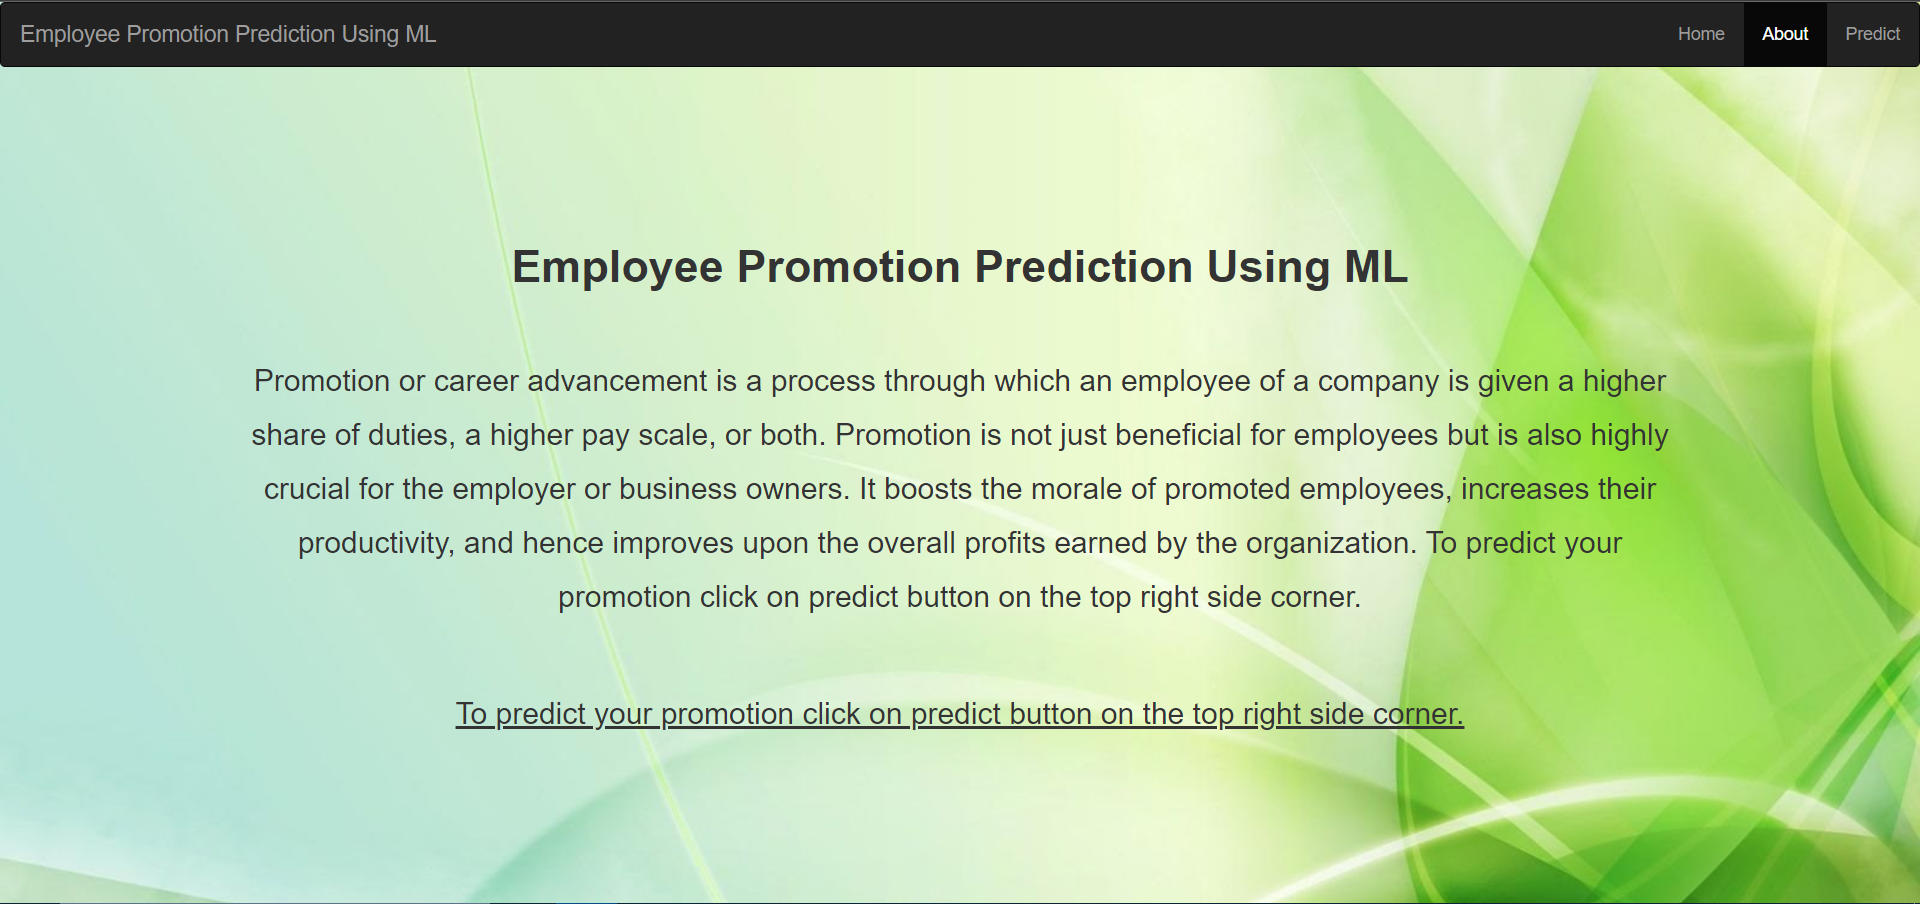 Employee Promotion Prediction Using ML
Home
About
Predict
Employee Promotion Prediction Using ML
Promotion or career advancement is a process through which an employee of a company is given a higher
share of duties, a higher pay scale, or both. Promotion is not just beneficial for employees but is also highly
crucial for the employer or business owners. It boosts the morale of promoted employees, increases their
productivity, and hence improves upon the overall profits earned by the organization. To predict your
promotion click on predict button on the top right side corner.
To predict your promotion click on predict button on the top right side corner.